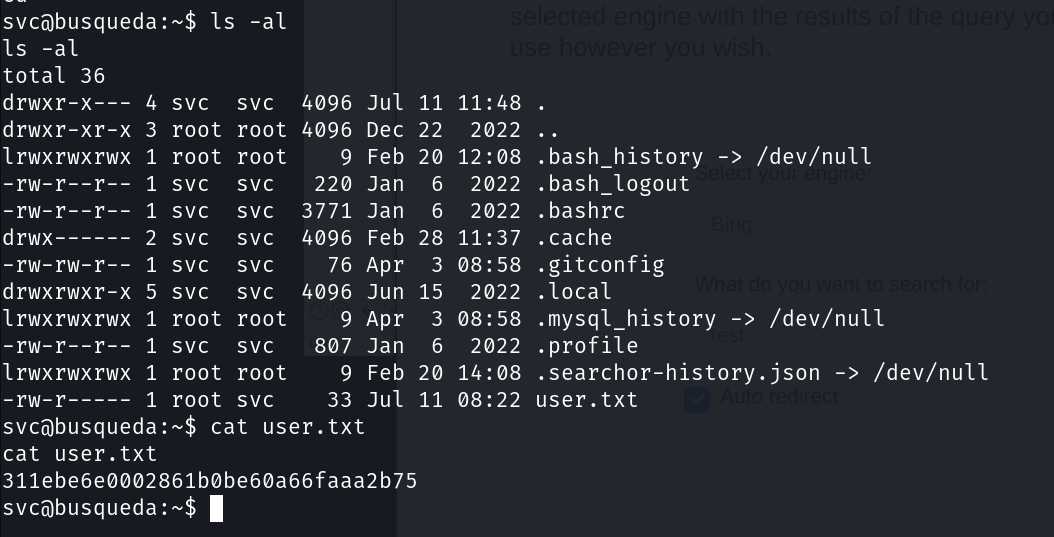 svc@busqueda:~$ ls -al
ls -al
total 36
drwxr-x--- 4 svc  svc  4096 Jul 11 11:48 .
drwxr-xr-x 3 root root 4096 Dec 22  2022 ..
lrwxrwxrwx 1 root root    9 Feb 20 12:08 .bash_history -> /dev/null
-rw-r--r-- 1 svc  svc   220 Jan  6  2022 .bash_logout
-rw-r--r-- 1 svc  svc  3771 Jan  6  2022 .bashrc
drwx------ 2 svc  svc  4096 Feb 28 11:37 .cache
-rw-rw-r-- 1 svc  svc    76 Apr  3 08:58 .gitconfig
drwxrwxr-x 5 svc  svc  4096 Jun 15  2022 .local
lrwxrwxrwx 1 root root    9 Apr  3 08:58 .mysql_history -> /dev/null
-rw-r--r-- 1 svc  svc   807 Jan  6  2022 .profile
lrwxrwxrwx 1 root root    9 Feb 20 14:08 .searchor-history.json -> /dev/null
-rw-r----- 1 root svc    33 Jul 11 08:22 user.txt
svc@busqueda:~$ cat user.txt
cat user.txt
311ebe6e0002861b0be60a66faaa2b75
svc@busqueda:~$
selected engine with the results of the query
use however you wish.
Select your engine:
Bing
What do you want to search for:
test
Auto redirect